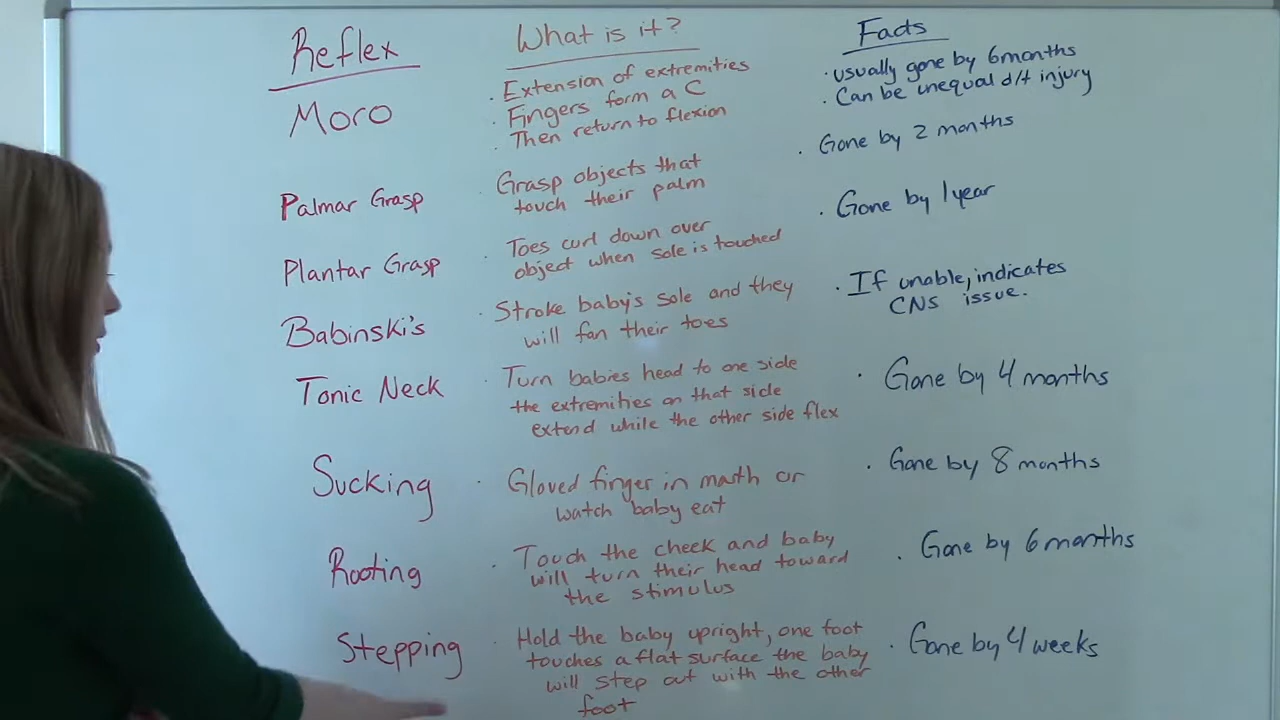 Reflex
What is it?
Facts
Moro
. Extension of extremities
. Fingers form a C
. Then return to flexion
. usually gone by 6 months
. Can be unequal d/t injury
Palmar Grasp
. Grasp objects that
touch their palm
. Gone by 2 months
Plantar Grasp
. Toes curl down over
object when sole is touched
. Gone by 1 year
Babinski's
. Stroke baby's sole and they
will fan their toes
. If unable, indicates
CNS issue.
Tonic Neck
. Turn babies head to one side
the extremities on that side
extend while the other side flex
. Gone by 4 months
Sucking
. Gloved finger in mouth or
watch baby eat
. Gone by 8 months
Rooting
. Touch the cheek and baby
will turn their head toward
the stimulus
. Gone by 6 months
Stepping
. Hold the baby upright, one foot
touches a flat surface the baby
will step out with the other
foot
. Gone by 4 weeks